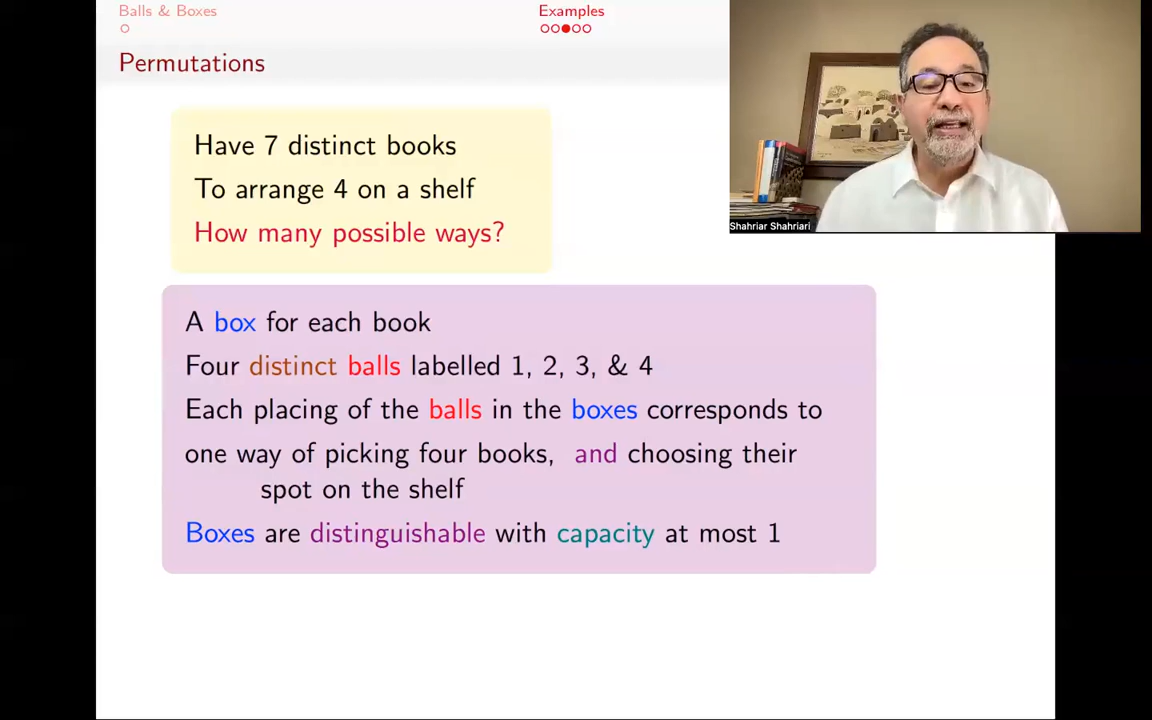 Balls & Boxes
Examples
Permutations
Have 7 distinct books
To arrange 4 on a shelf
How many possible ways?
A box for each book
Four distinct balls labelled 1, 2, 3, & 4
Each placing of the balls in the boxes corresponds to
one way of picking four books, and choosing their
spot on the shelf
Boxes are distinguishable with capacity at most 1
Shahriar Shahriari